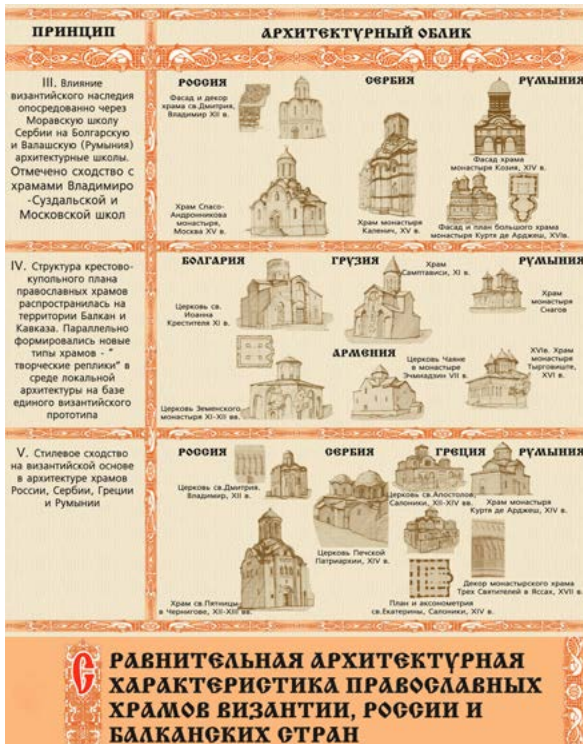 ПРИНЦИП
АРХИТЕКТУРНЫЙ ОБЛИК
III. Влияние
византийского наследия
опосредованно через
Моравскую школу
Сербии на Болгарскую
и Валашскую (Румыния)
архитектурные школы.
Отмечено сходство с
храмами Владимиро
-Суздальской и
Московской школ
РОССИЯ
Фасад и декор
храма св.Дмитрия,
Владимир XII в.
Храм Спасо-
Андронникова
монастыря,
Москва XV в.
СЕРБИЯ
Храм монастыря
Каленич, XV в.
РУМЫНИЯ
Фасад храма
монастыря Козия, XIV в.
Фасад и план большого храма
монастыря Куртя де Арджеш, XVIв.
IV. Структура крестово-
купольного плана
православных храмов
распространилась на
территории Балкан и
Кавказа. Параллельно
формировались новые
типы храмов - "
творческие реплики" в
среде локальной
архитектуры на базе
единого византийского
прототипа
БОЛГАРИЯ
Церковь св.
Иоанна
Крестителя XI в.
Церковь Земенского
монастыря XI-XII вв.
ГРУЗИЯ
Храм
Самптависи, XI в.
АРМЕНИЯ
Церковь Чаяне
в монастыре
Эчмиадзин VII в.
РУМЫНИЯ
Храм
монастыря
Снагов
XVIв. Храм
монастыря
Тырговиште,
XVI в.
V. Стилевое сходство
на византийской основе
в архитектуре храмов
России, Сербии, Греции
и Румынии
РОССИЯ
Церковь св.Дмитрия,
Владимир, XII в.
Храм св.Пятницы
в Чернигове, XII-XIII вв.
СЕРБИЯ
Церковь Печской
Патриархии, XIV в.
ГРЕЦИЯ
Церковь св.Апостолов,
Салоники, XII-XIV вв.
План и аксонометрия
св.Екатерины, Салоники, XIV в.
РУМЫНИЯ
Храм монастыря
Куртя де Арджеш, XIV в.
Декор монастырского храма
Трех Святителей в Яссах, XVII в.
СРАВНИТЕЛЬНАЯ АРХИТЕКТУРНАЯ
ХАРАКТЕРИСТИКА ПРАВОСЛАВНЫХ
ХРАМОВ ВИЗАНТИИ, РОССИИ И
БАЛКАНСКИХ СТРАН